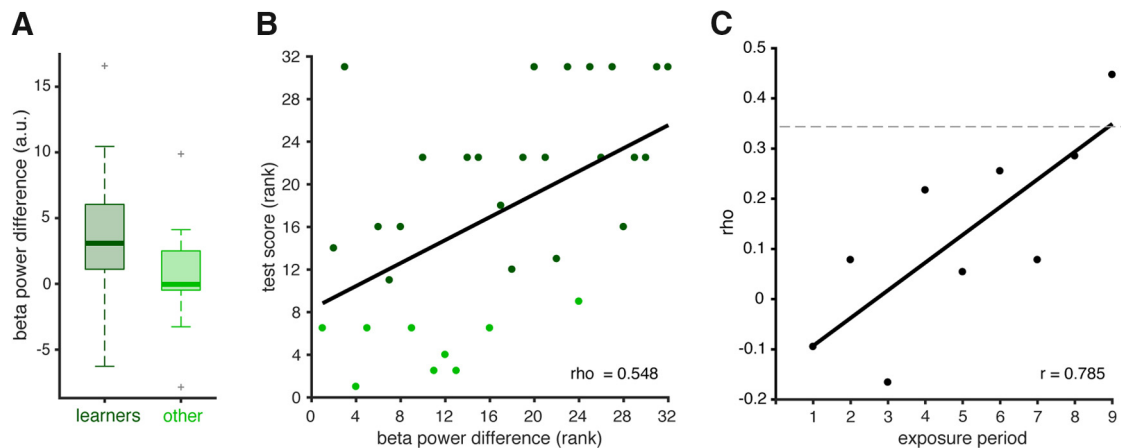 A
beta power difference (a.u.)
15
10
5
0
-5
learners
other
B
test score (rank)
32
28
24
20
16
12
8
4
0
0 4 8 12 16 20 24 28 32
rho = 0.548
beta power difference (rank)
C
rho
0.5
0.4
0.3
0.2
0.1
0
-0.1
-0.2
1 2 3 4 5 6 7 8 9
r = 0.785
exposure period